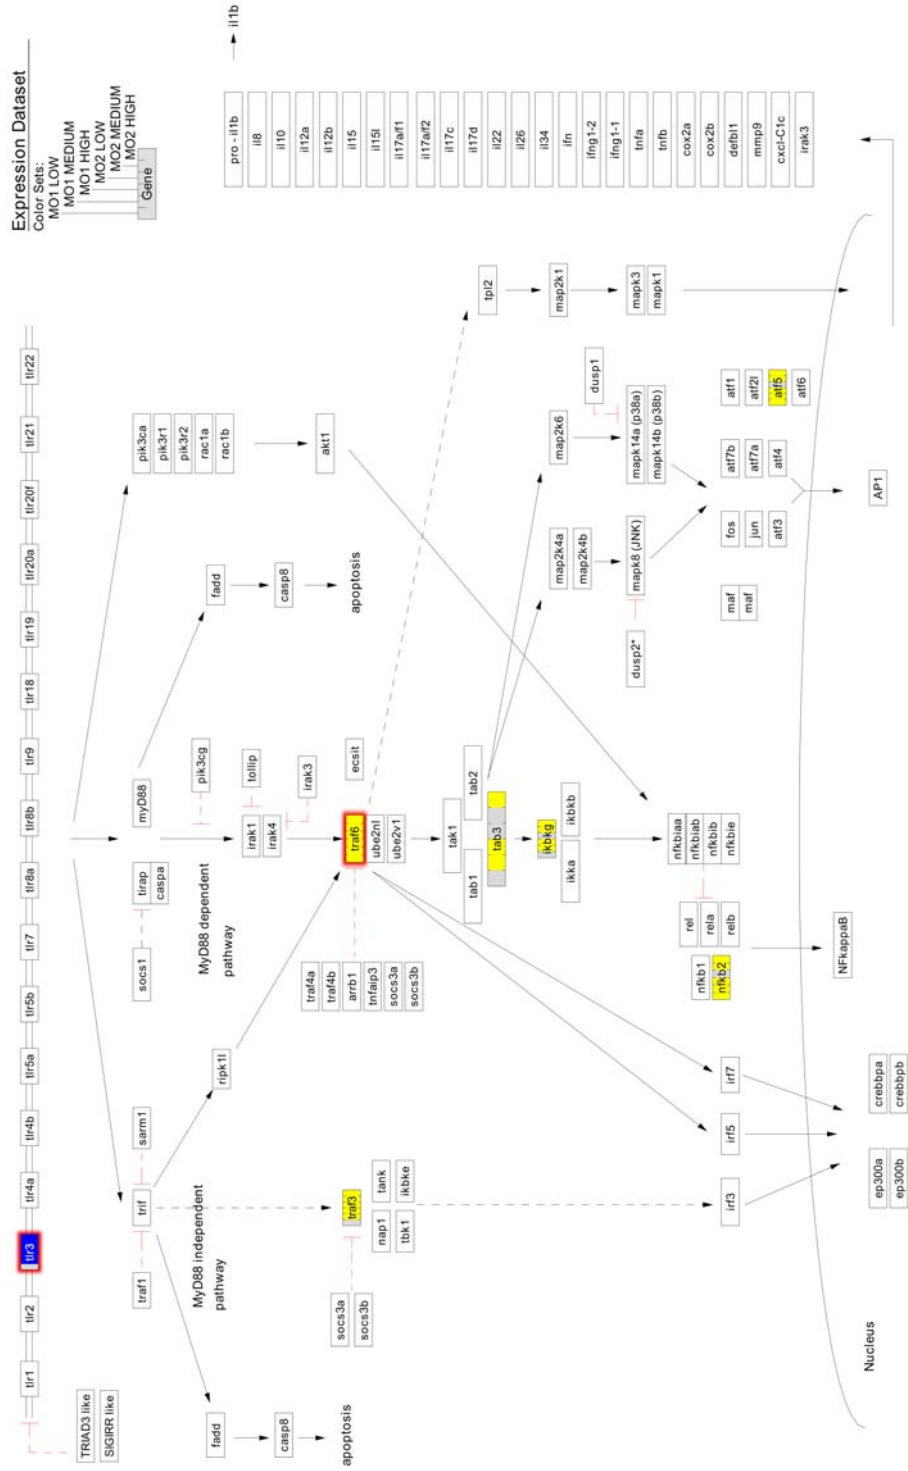 Expression Dataset
Color Sets:
MO1 LOW
MO1 MEDIUM
MO1 HIGH
MO2 LOW
MO2 MEDIUM
MO2 HIGH
Gene
tlr1
tlr2
tlr3
tlr4a
tlr4b
tlr5a
tlr5b
tlr7
tlr8a
tlr8b
tlr9
tlr18
tlr19
tlr20a
tlr20f
tlr21
tlr22
TRIAD3 like
SIGIRR like
traf1
trif
sarm1
socs1
tirap
caspa
myD88
pik3ca
pik3r1
pik3r2
rac1a
rac1b
MyD88 independent
pathway
MyD88 dependent
pathway
pik3cg
fadd
casp8
apoptosis
ripk1l
irak1
irak4
tollip
irak3
fadd
casp8
apoptosis
akt1
socs3a
socs3b
traf3
nap1
tank
tbk1
ikbke
traf4a
traf4b
arrb1
tnfaip3
socs3a
socs3b
traf6
ube2nl
ube2v1
ecsit
tak1
tab1
tab2
tab3
ikbkg
ikka
ikbkb
tpl2
map2k1
mapk3
mapk1
map2k4a
map2k4b
map2k6
dusp1
dusp2*
mapk8 (JNK)
mapk14a (p38a)
mapk14b (p38b)
nfkbiaa
nfkbiab
nfkbib
nfkbie
nfkb1
nfkb2
rel
rela
relb
irf3
irf5
irf7
maf
maf
fos
jun
atf3
atf7b
atf7a
atf4
atf1
atf2l
atf5
atf6
Nucleus
ep300a
ep300b
crebbpa
crebbpb
NFkappaB
AP1
pro - il1b
il1b
il8
il10
il12a
il12b
il15
il15l
il17a/f1
il17a/f2
il17c
il17d
il22
il26
il34
ifn
ifng1-2
ifng1-1
tnfa
tnfb
cox2a
cox2b
defbl1
mmp9
cxcl-C1c
irak3